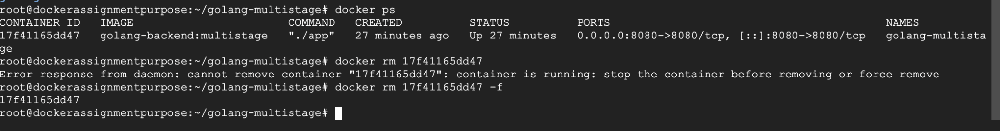 root@dockerassignmentpurpose:~/golang-multistage# docker ps
CONTAINER ID   IMAGE                       COMMAND   CREATED          STATUS          PORTS                                         NAMES
17f41165dd47   golang-backend:multistage   "./app"   27 minutes ago   Up 27 minutes   0.0.0.0:8080->8080/tcp, [::]:8080->8080/tcp   golang-multista
ge
root@dockerassignmentpurpose:~/golang-multistage# docker rm 17f41165dd47
Error response from daemon: cannot remove container "17f41165dd47": container is running: stop the container before removing or force remove
root@dockerassignmentpurpose:~/golang-multistage# docker rm 17f41165dd47 -f
17f41165dd47
root@dockerassignmentpurpose:~/golang-multistage#